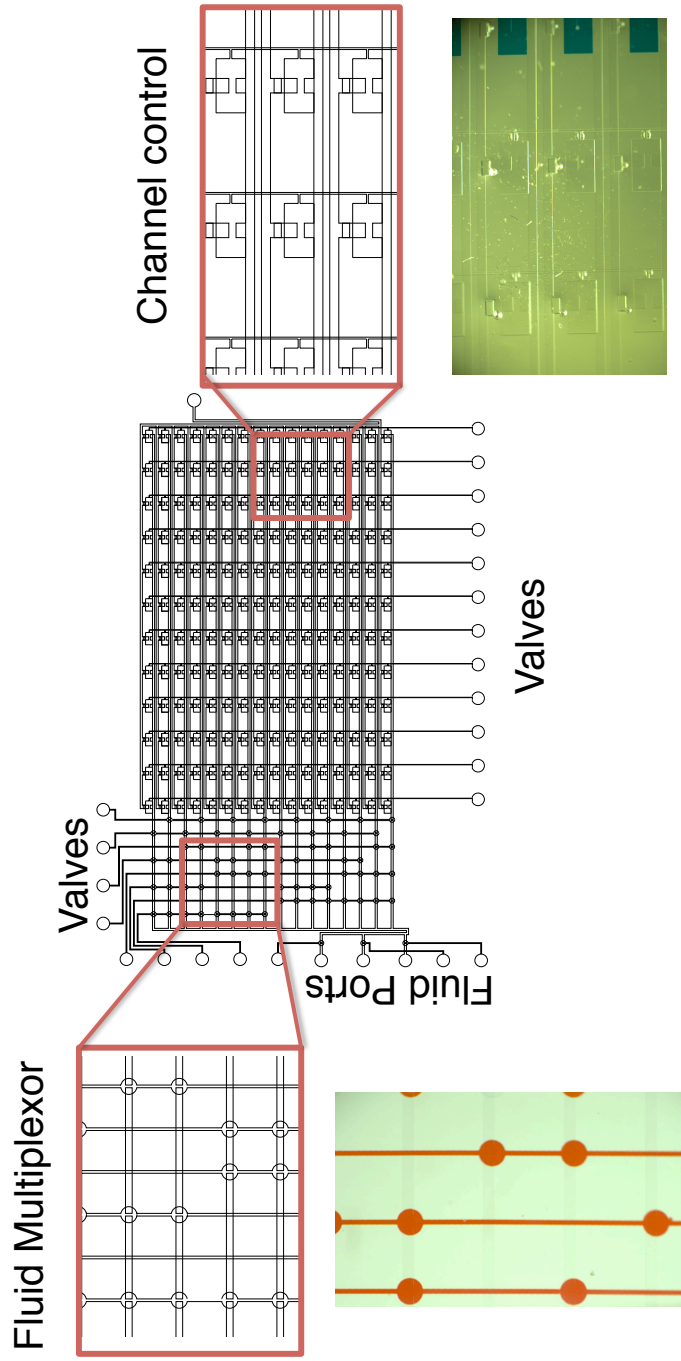 Fluid Multiplexor
Valves
Channel control
Fluid Ports
Valves